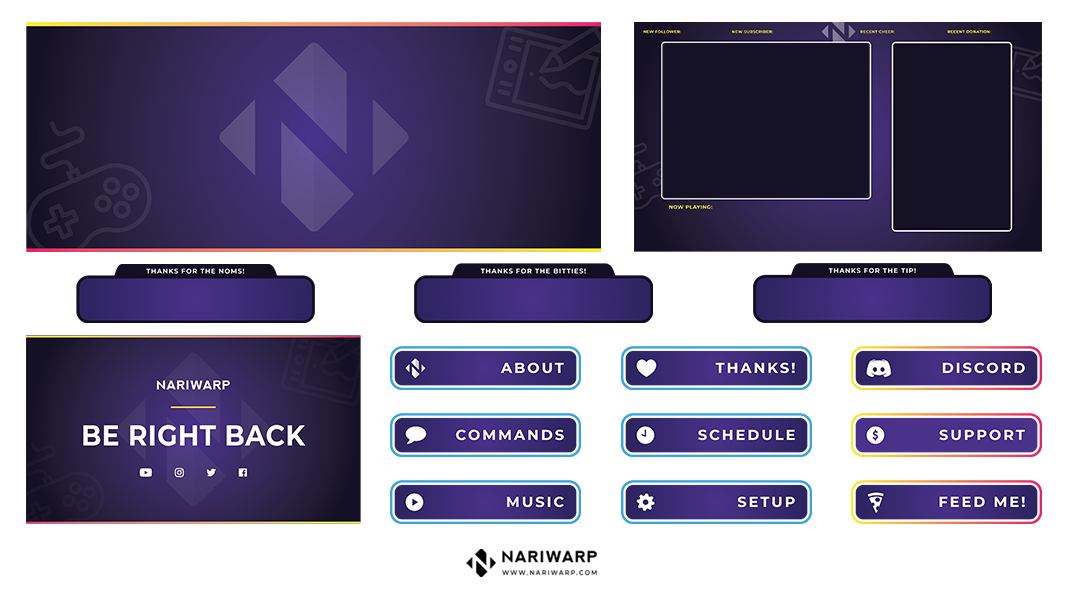 NEW FOLLOWER:
NEW SUBSCRIBER:
RECENT CHEER:
RECENT DONATION:
NOW PLAYING:
THANKS FOR THE NOMS!
THANKS FOR THE BITTIES!
THANKS FOR THE TIP!
NARIWARP
BE RIGHT BACK
ABOUT
THANKS!
DISCORD
COMMANDS
SCHEDULE
SUPPORT
MUSIC
SETUP
FEED ME!
NARIWARP
WWW.NARIWARP.COM